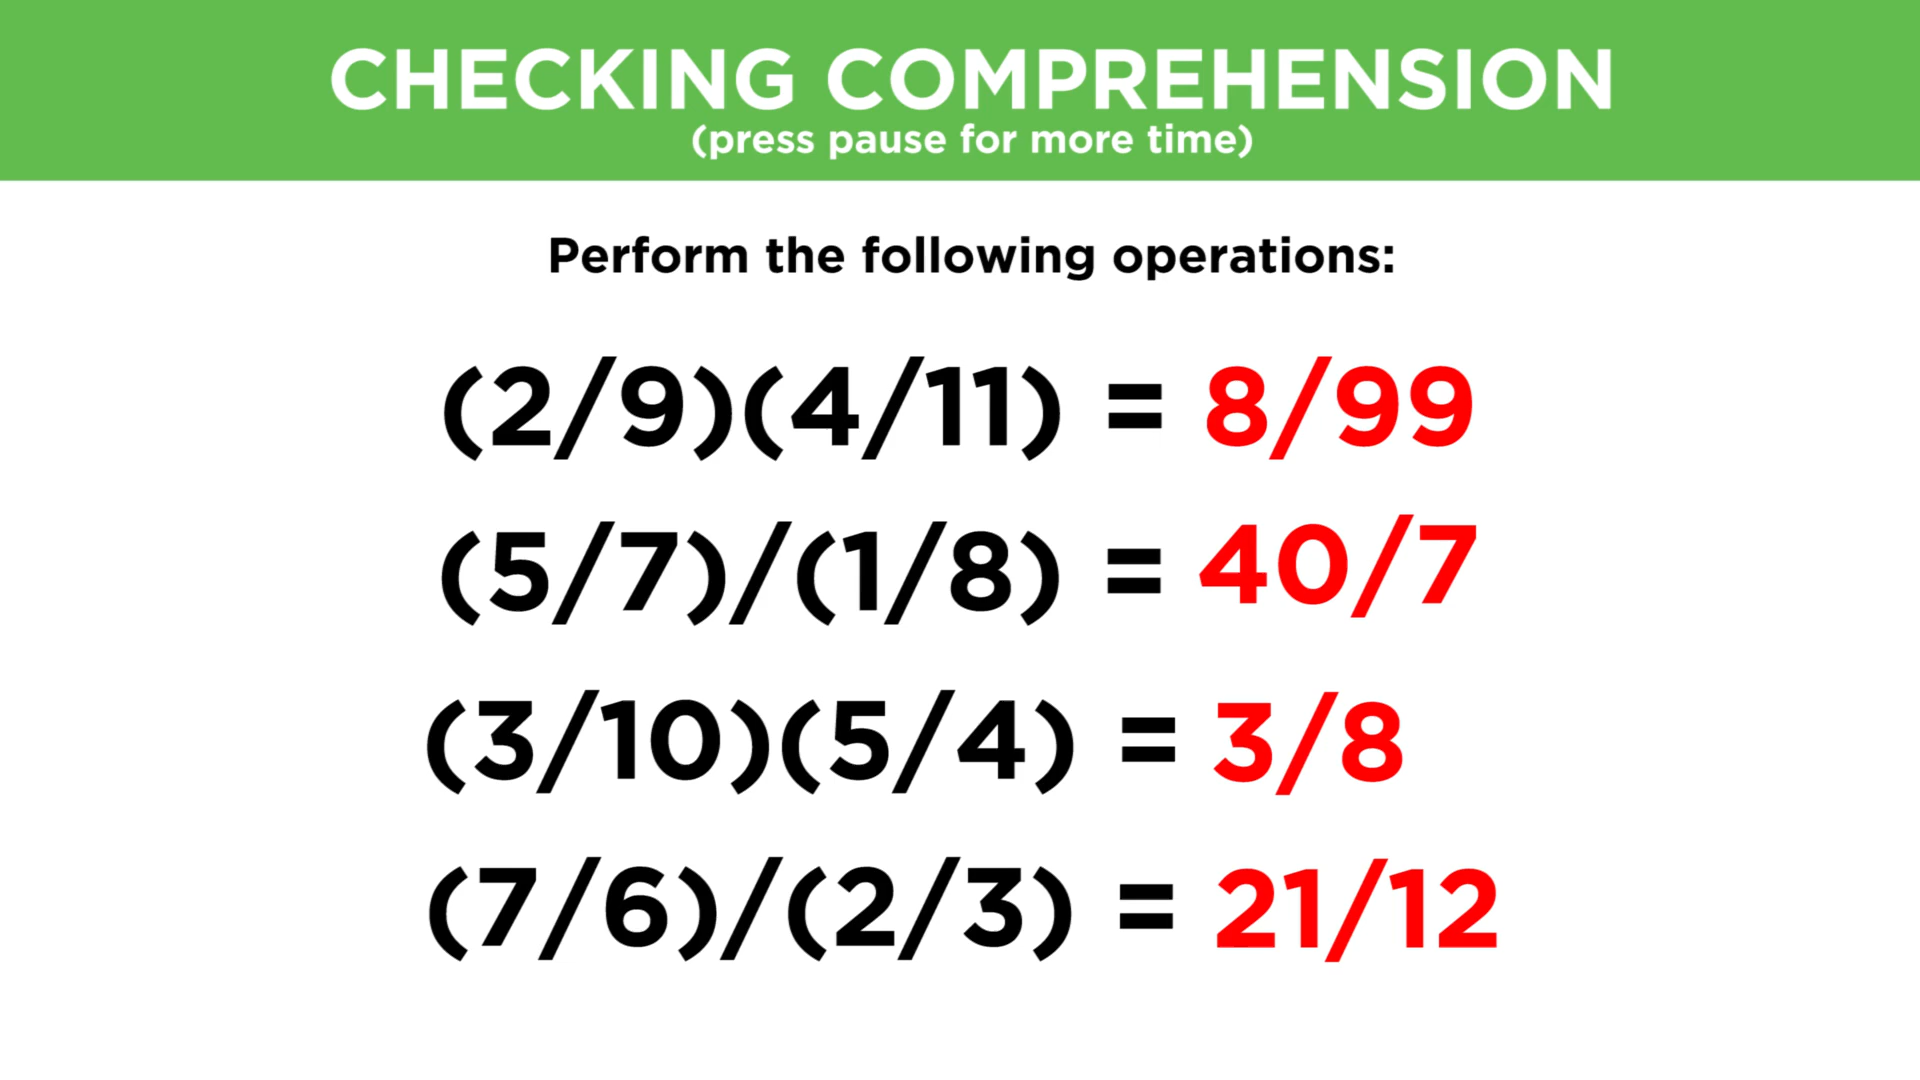 CHECKING COMPREHENSION
(press pause for more time)
Perform the following operations:
(2/9)(4/11) = 8/99
(5/7)/(1/8) = 40/7
(3/10)(5/4) = 3/8
(7/6)/(2/3) = 21/12